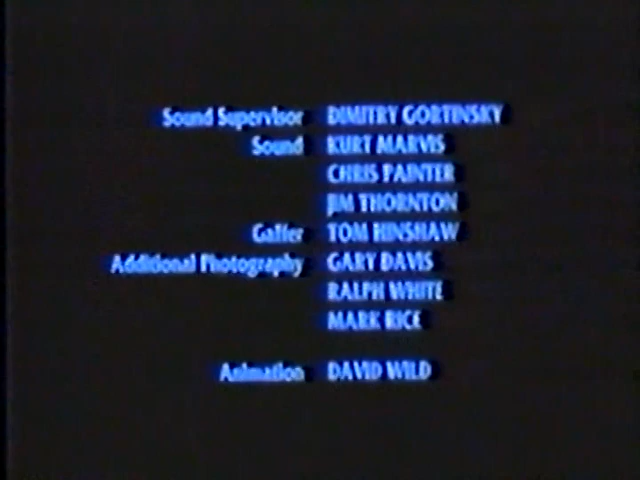 Sound Supervisor DIMITRY GORTINSKY
Sound KURT MARVIS
CHRIS PAINTER
JIM THORNTON
Gaffer TOM HINSHAW
Additional Photography GARY DAVIS
RALPH WHITE
MARK RICE
Animation DAVID WILD